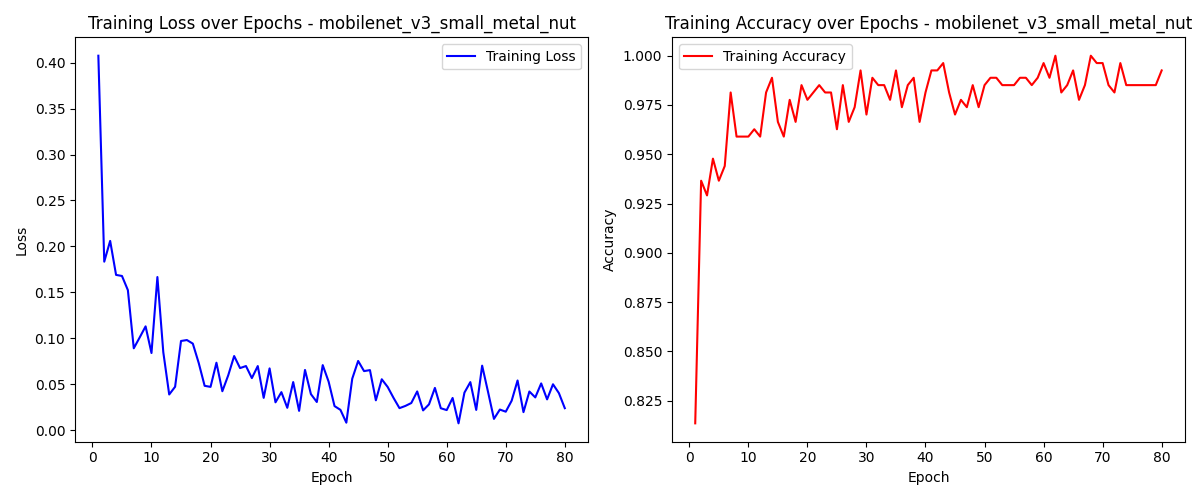 Training Loss over Epochs - mobilenet_v3_small_metal_nut
Training Loss
0.40
0.35
0.30
0.25
0.20
0.15
0.10
0.05
0.00
Loss
0 10 20 30 40 50 60 70 80
Epoch
Training Accuracy over Epochs - mobilenet_v3_small_metal_nut
Training Accuracy
1.000
0.975
0.950
0.925
0.900
0.875
0.850
0.825
Accuracy
0 10 20 30 40 50 60 70 80
Epoch